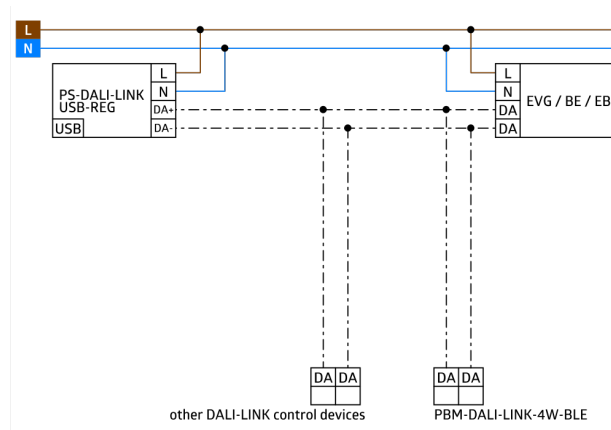 L
N
PS-DALI-LINK
USB-REG
USB
L
N
DA+
DA-
L
N
DA
DA
EVG / BE / EB
DA DA
DA DA
other DALI-LINK control devices
PBM-DALI-LINK-4W-BLE